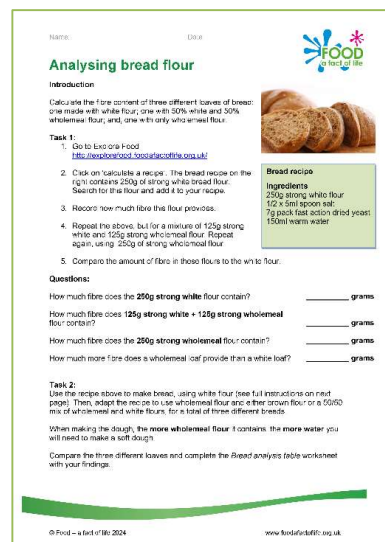 Name:
Date
FOOD
a fact of life
Analysing bread flour
Introduction
Calculate the fibre content of three different loaves of bread:
one made with white flour; one with 50% white and 50%
wholemeal flour; and, one with only wholemeal flour.
Task 1:
1. Go to Explore Food
http://explorefood.foodafactoflife.org.uk/
2. Click on 'calculate a recipe'. The bread recipe on the
right contains 250g of strong white bread flour.
Search for this flour and add it to your recipe.
3. Record how much fibre this flour provides.
4. Repeat the above, but for a mixture of 125g strong
white and 125g strong wholemeal flour. Repeat
again, using 250g of strong wholemeal flour
5. Compare the amount of fibre in those flours to the white flour.
Bread recipe
Ingredients
250g strong white flour
1/2 x 5ml spoon salt
7g pack fast action dried yeast
150ml warm water
Questions:
How much fibre does the 250g strong white flour contain? ________ grams
How much fibre does 125g strong white + 125g strong wholemeal
flour contain? ________ grams
How much fibre does the 250g strong wholemeal flour contain? ________ grams
How much more fibre does a wholemeal loaf provide than a white loaf? ________ grams
Task 2:
Use the recipe above to make bread, using white flour (see full instructions on next
page). Then, adapt the recipe to use wholemeal flour and either brown flour or a 50/50
mix of wholemeal and white flours, for a total of three different breads
When making the dough, the more wholemeal flour it contains, the more water you
will need to make a soft dough.
Compare the three different loaves and complete the Bread analysis table worksheet
with your findings.
© Food – a fact of life 2024
www.foodafactoflife.org.uk